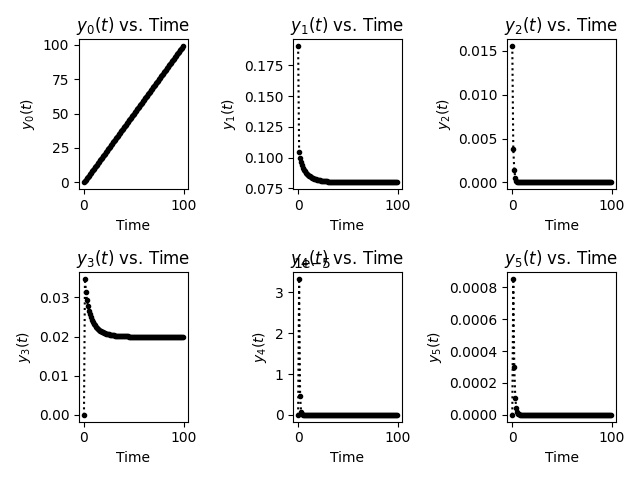 y₀(t) vs. Time
100
75
50
25
0
y₀(t)
0 100
Time
y₁(t) vs. Time
0.175
0.150
0.125
0.100
0.075
y₁(t)
0 100
Time
y₂(t) vs. Time
0.015
0.010
0.005
0.000
y₂(t)
0 100
Time
y₃(t) vs. Time
0.03
0.02
0.01
0.00
y₃(t)
0 100
Time
y₄(t) vs. Time
1e−5
3
2
1
0
y₄(t)
0 100
Time
y₅(t) vs. Time
0.0008
0.0006
0.0004
0.0002
0.0000
y₅(t)
0 100
Time